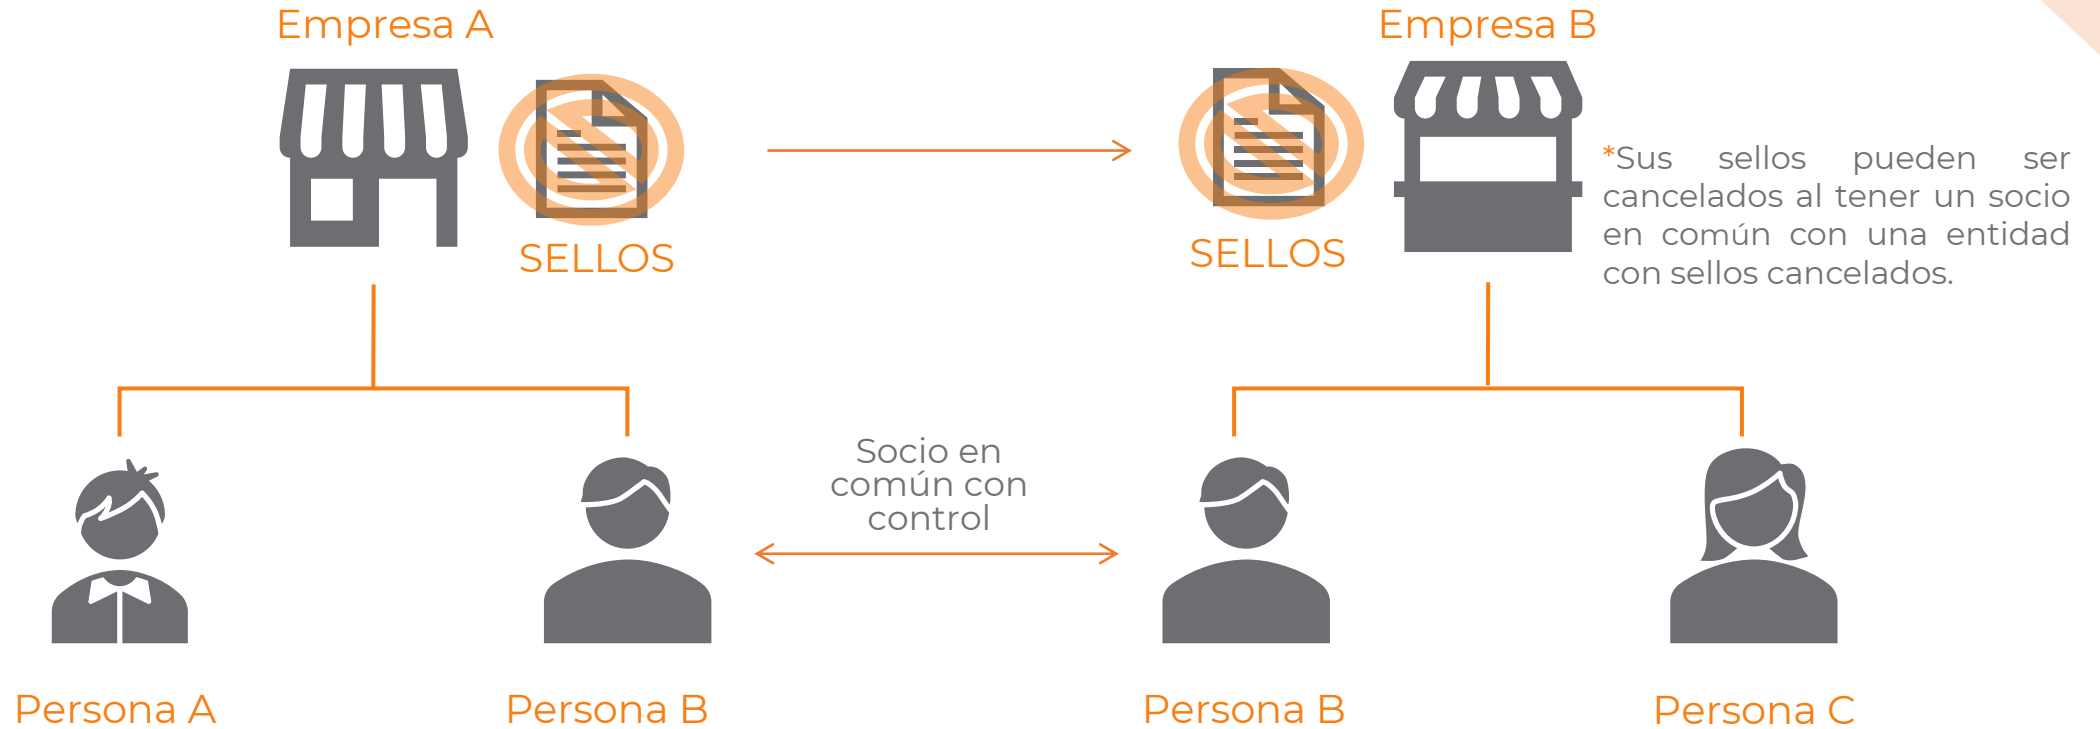 Empresa A
Empresa B
SELLOS
SELLOS
*Sus sellos pueden ser
cancelados al tener un socio
en común con una entidad
con sellos cancelados.
Socio en
común con
control
Persona A
Persona B
Persona B
Persona C